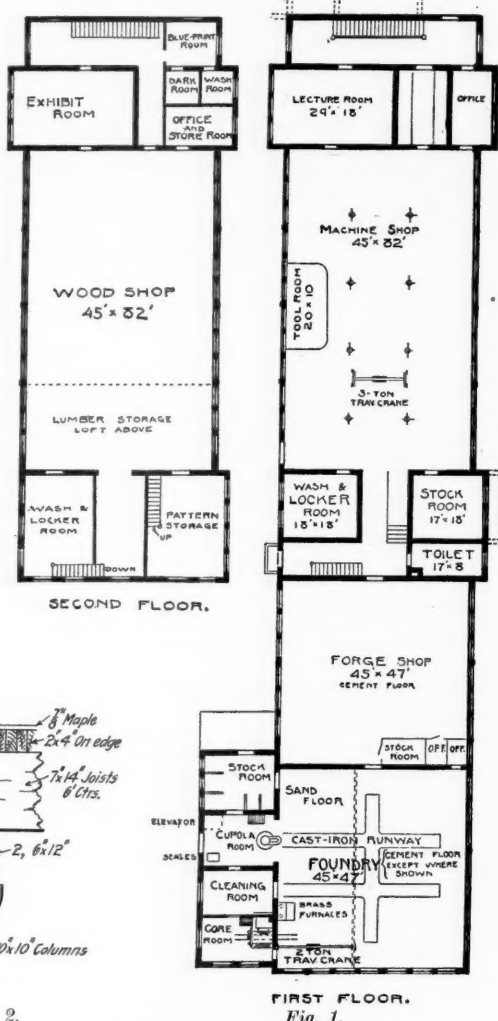 BLUE-PRINT
ROOM
DARK
ROOM
WASH
ROOM
EXHIBIT
ROOM
OFFICE
AND
STORE ROOM
WOOD SHOP
45' x 82'
LUMBER STORAGE
LOFT ABOVE
WASH &
LOCKER
ROOM
PATTERN
STORAGE
UP
DOWN
SECOND FLOOR.
LECTURE ROOM
29' x 18'
OFFICE
MACHINE SHOP
45' x 82'
TOOL ROOM
20 x 10
3-TON
TRAV. CRANE
WASH &
LOCKER
ROOM
18' x 18'
STOCK
ROOM
17' x 18'
TOILET
17' x 8
FORGE SHOP
45' x 47'
CEMENT FLOOR
STOCK
ROOM
OFF.
OFF.
STOCK
ROOM
SAND
FLOOR
ELEVATOR
CUPOLA
ROOM
CAST-IRON RUNWAY
SCALES
FOUNDRY
45' x 47'
CEMENT FLOOR
EXCEPT WHERE
SHOWN
CLEANING
ROOM
BRASS
FURNACES
CORE
ROOM
2 TON
TRAV. CRANE
FIRST FLOOR.
Fig. 1.
7/8" Maple
2"x4" On edge
7"x14" Joists
6' Ctrs.
2, 6"x12"
0"x10" Columns
2.